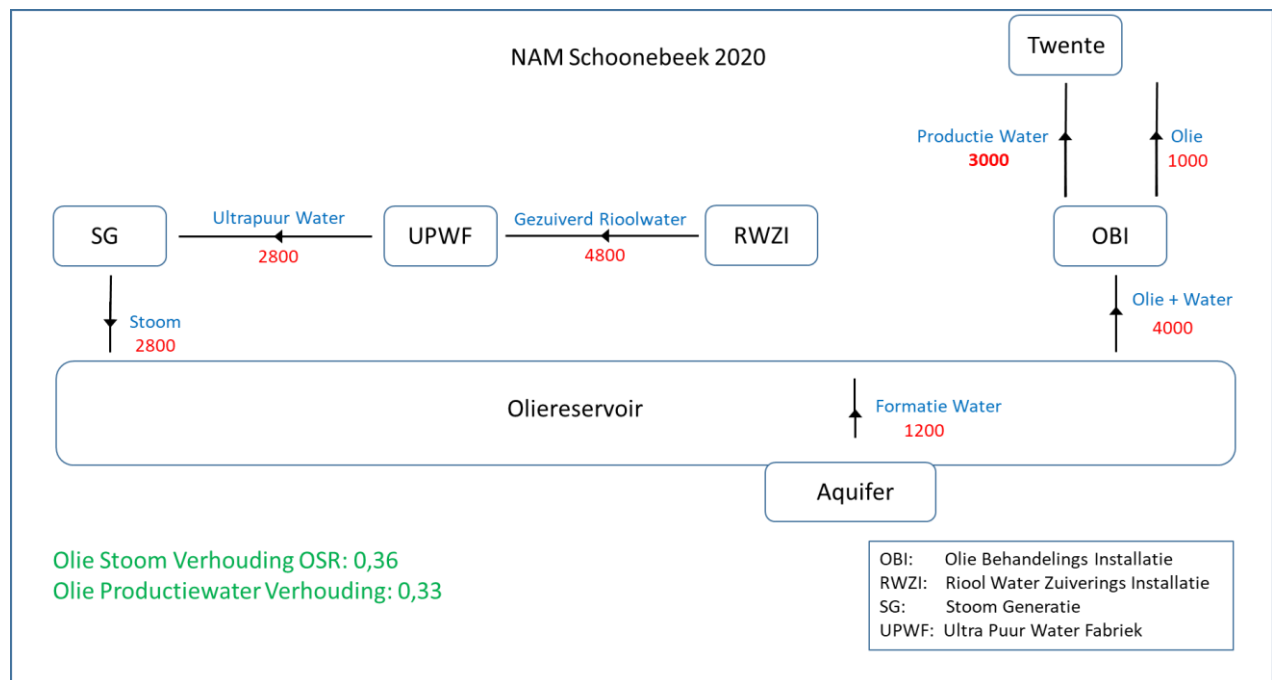 NAM Schoonebeek 2020
Twente
Productie Water
3000
Olie
1000
SG
Ultrapuur Water
2800
UPWF
Gezuiverd Rioolwater
4800
RWZI
OBI
Stoom
2800
Olie + Water
4000
Oliereservoir
Formatie Water
1200
Aquifer
Olie Stoom Verhouding OSR: 0,36
Olie Productiewater Verhouding: 0,33
OBI: Olie Behandelings Installatie
RWZI: Riool Water Zuiverings Installatie
SG: Stoom Generatie
UPWF: Ultra Puur Water Fabriek